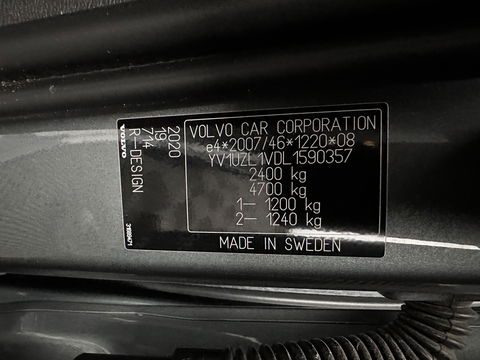 VOLVO CAR CORPORATION
e4*2007/46*1220*08
YV1UZL1VDL1590357
2400 kg
4700 kg
1- 1200 kg
2- 1240 kg
MADE IN SWEDEN
2020
19
714
R-DESIGN
VOLVO